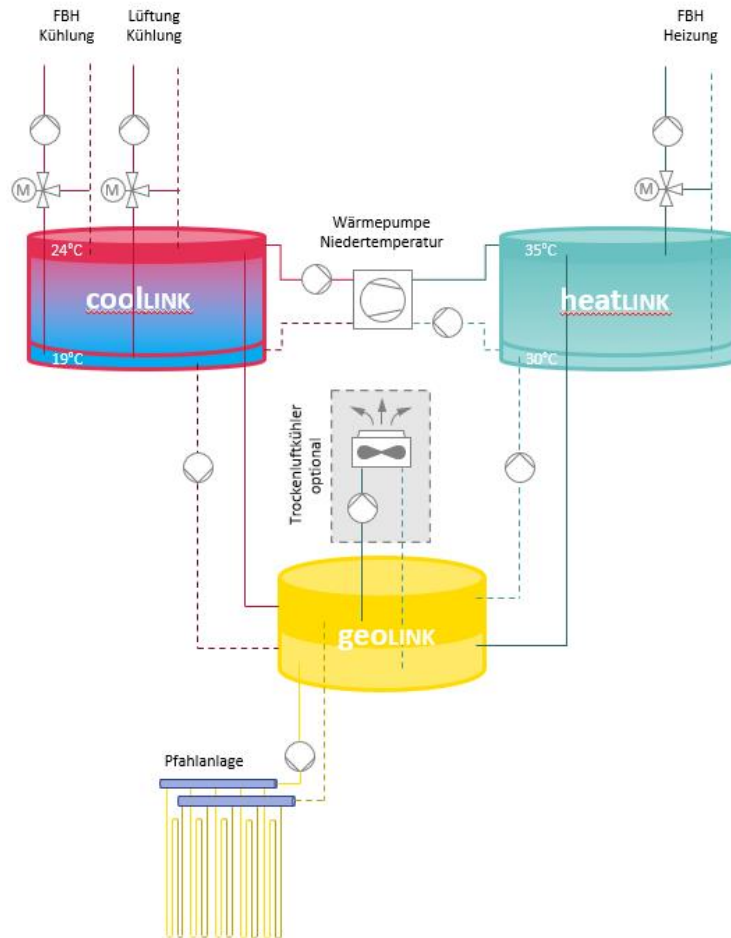 FBH
Kühlung
Lüftung
Kühlung
FBH
Heizung
M
M
M
Wärmepumpe
Niedertemperatur
24°C
coolLINK
19°C
35°C
heatLINK
30°C
Trockenluftkühler
optional
geoLINK
Pfahlanlage